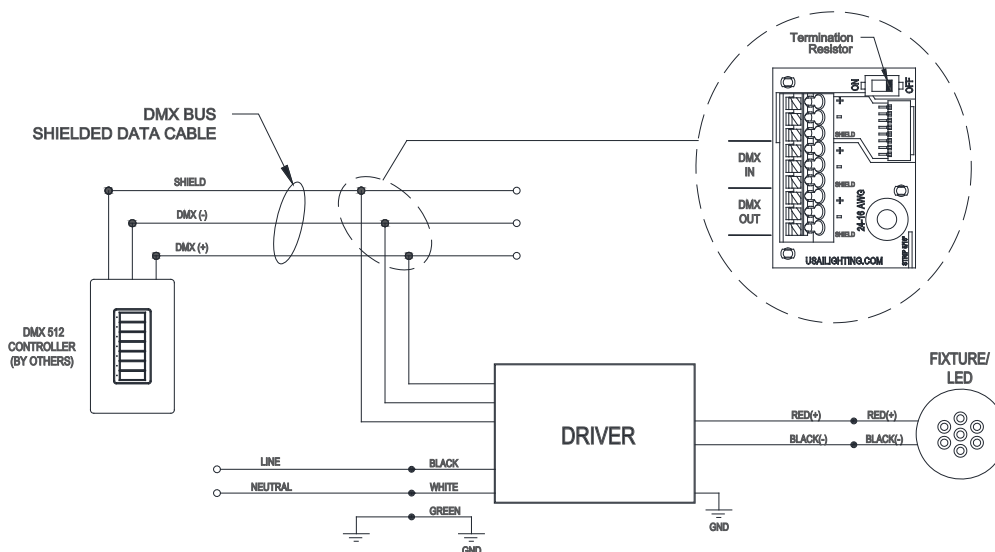 Termination
Resistor
ON
OFF
+
-
SHIELD
+
-
SHIELD
+
-
SHIELD
DMX
IN
DMX
OUT
24-16 AWG
USAILIGHTING.COM
DMX BUS
SHIELDED DATA CABLE
SHIELD
DMX (-)
DMX (+)
DMX 512
CONTROLLER
(BY OTHERS)
DRIVER
FIXTURE/
LED
RED(+)
RED(+)
BLACK(-)
BLACK(-)
LINE
BLACK
NEUTRAL
WHITE
GREEN
GND
GND